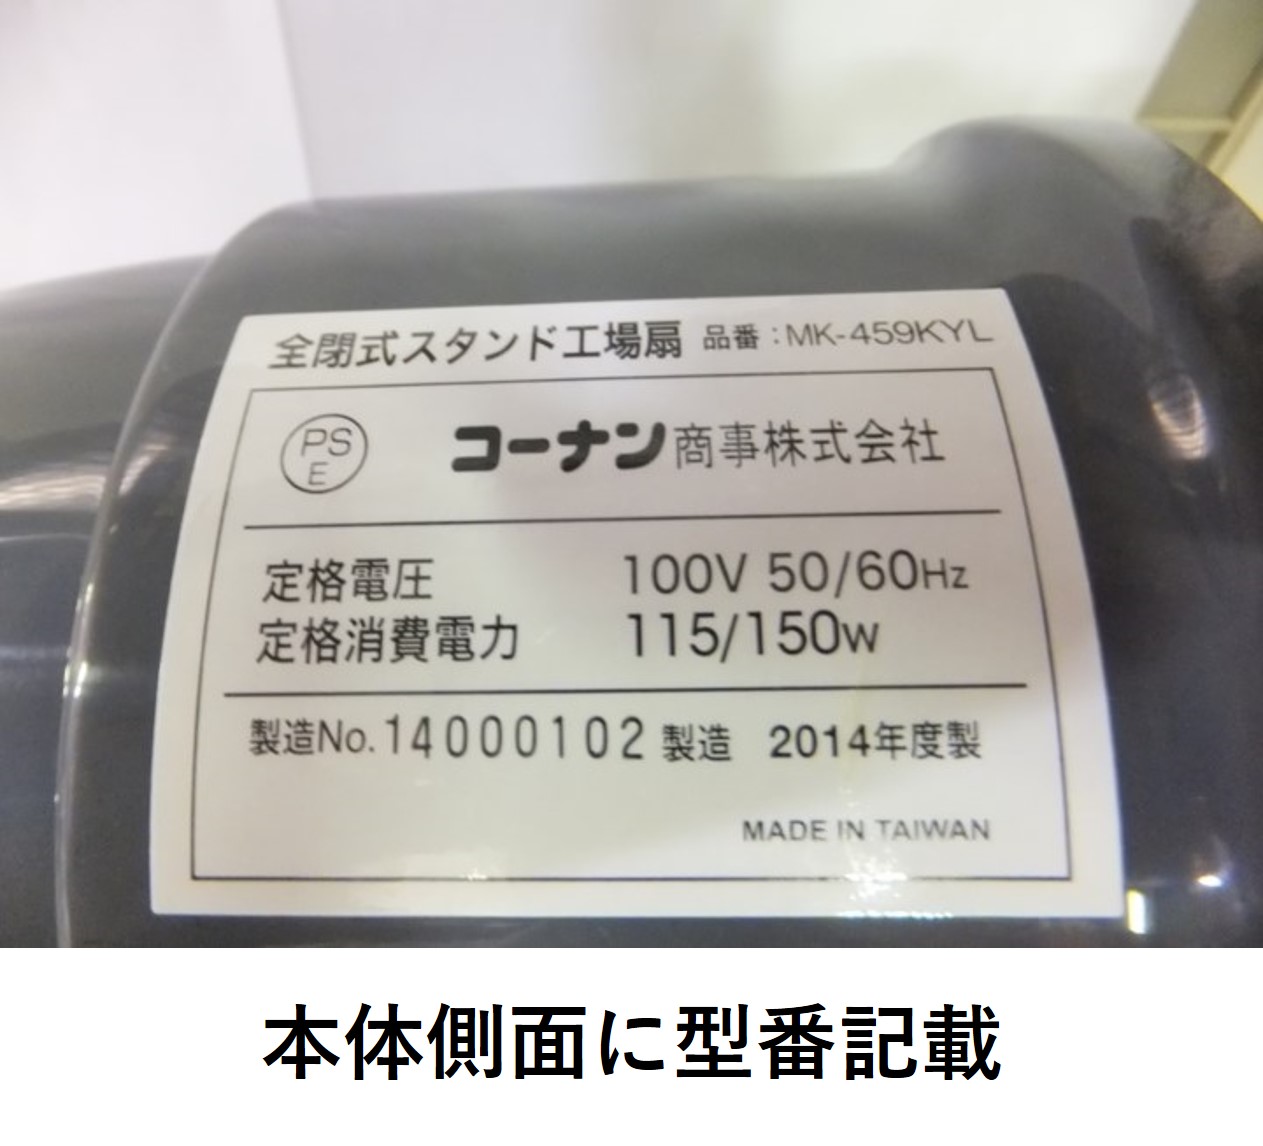 全閉式スタンド工場扇 品番：MK-459KYL
PS
E
コーナン商事株式会社
定格電圧 100V 50/60Hz
定格消費電力 115/150W
製造No.14000102 製造 2014年度製
MADE IN TAIWAN
本体側面に型番記載